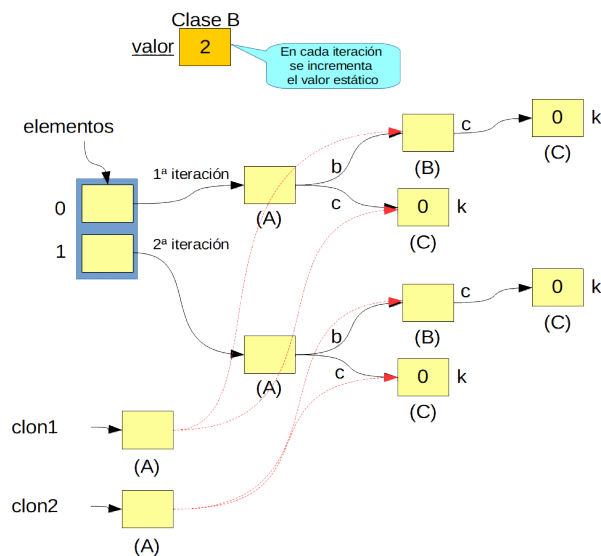 Clase B
valor 2
En cada iteración
se incrementa
el valor estático
elementos
0 k
c
(C)
b
(B)
1ª iteración
0
(A)
c
0 k
(C)
1
2ª iteración
0 k
c
(C)
b
(B)
(A)
c
0 k
(C)
clon1
(A)
clon2
(A)